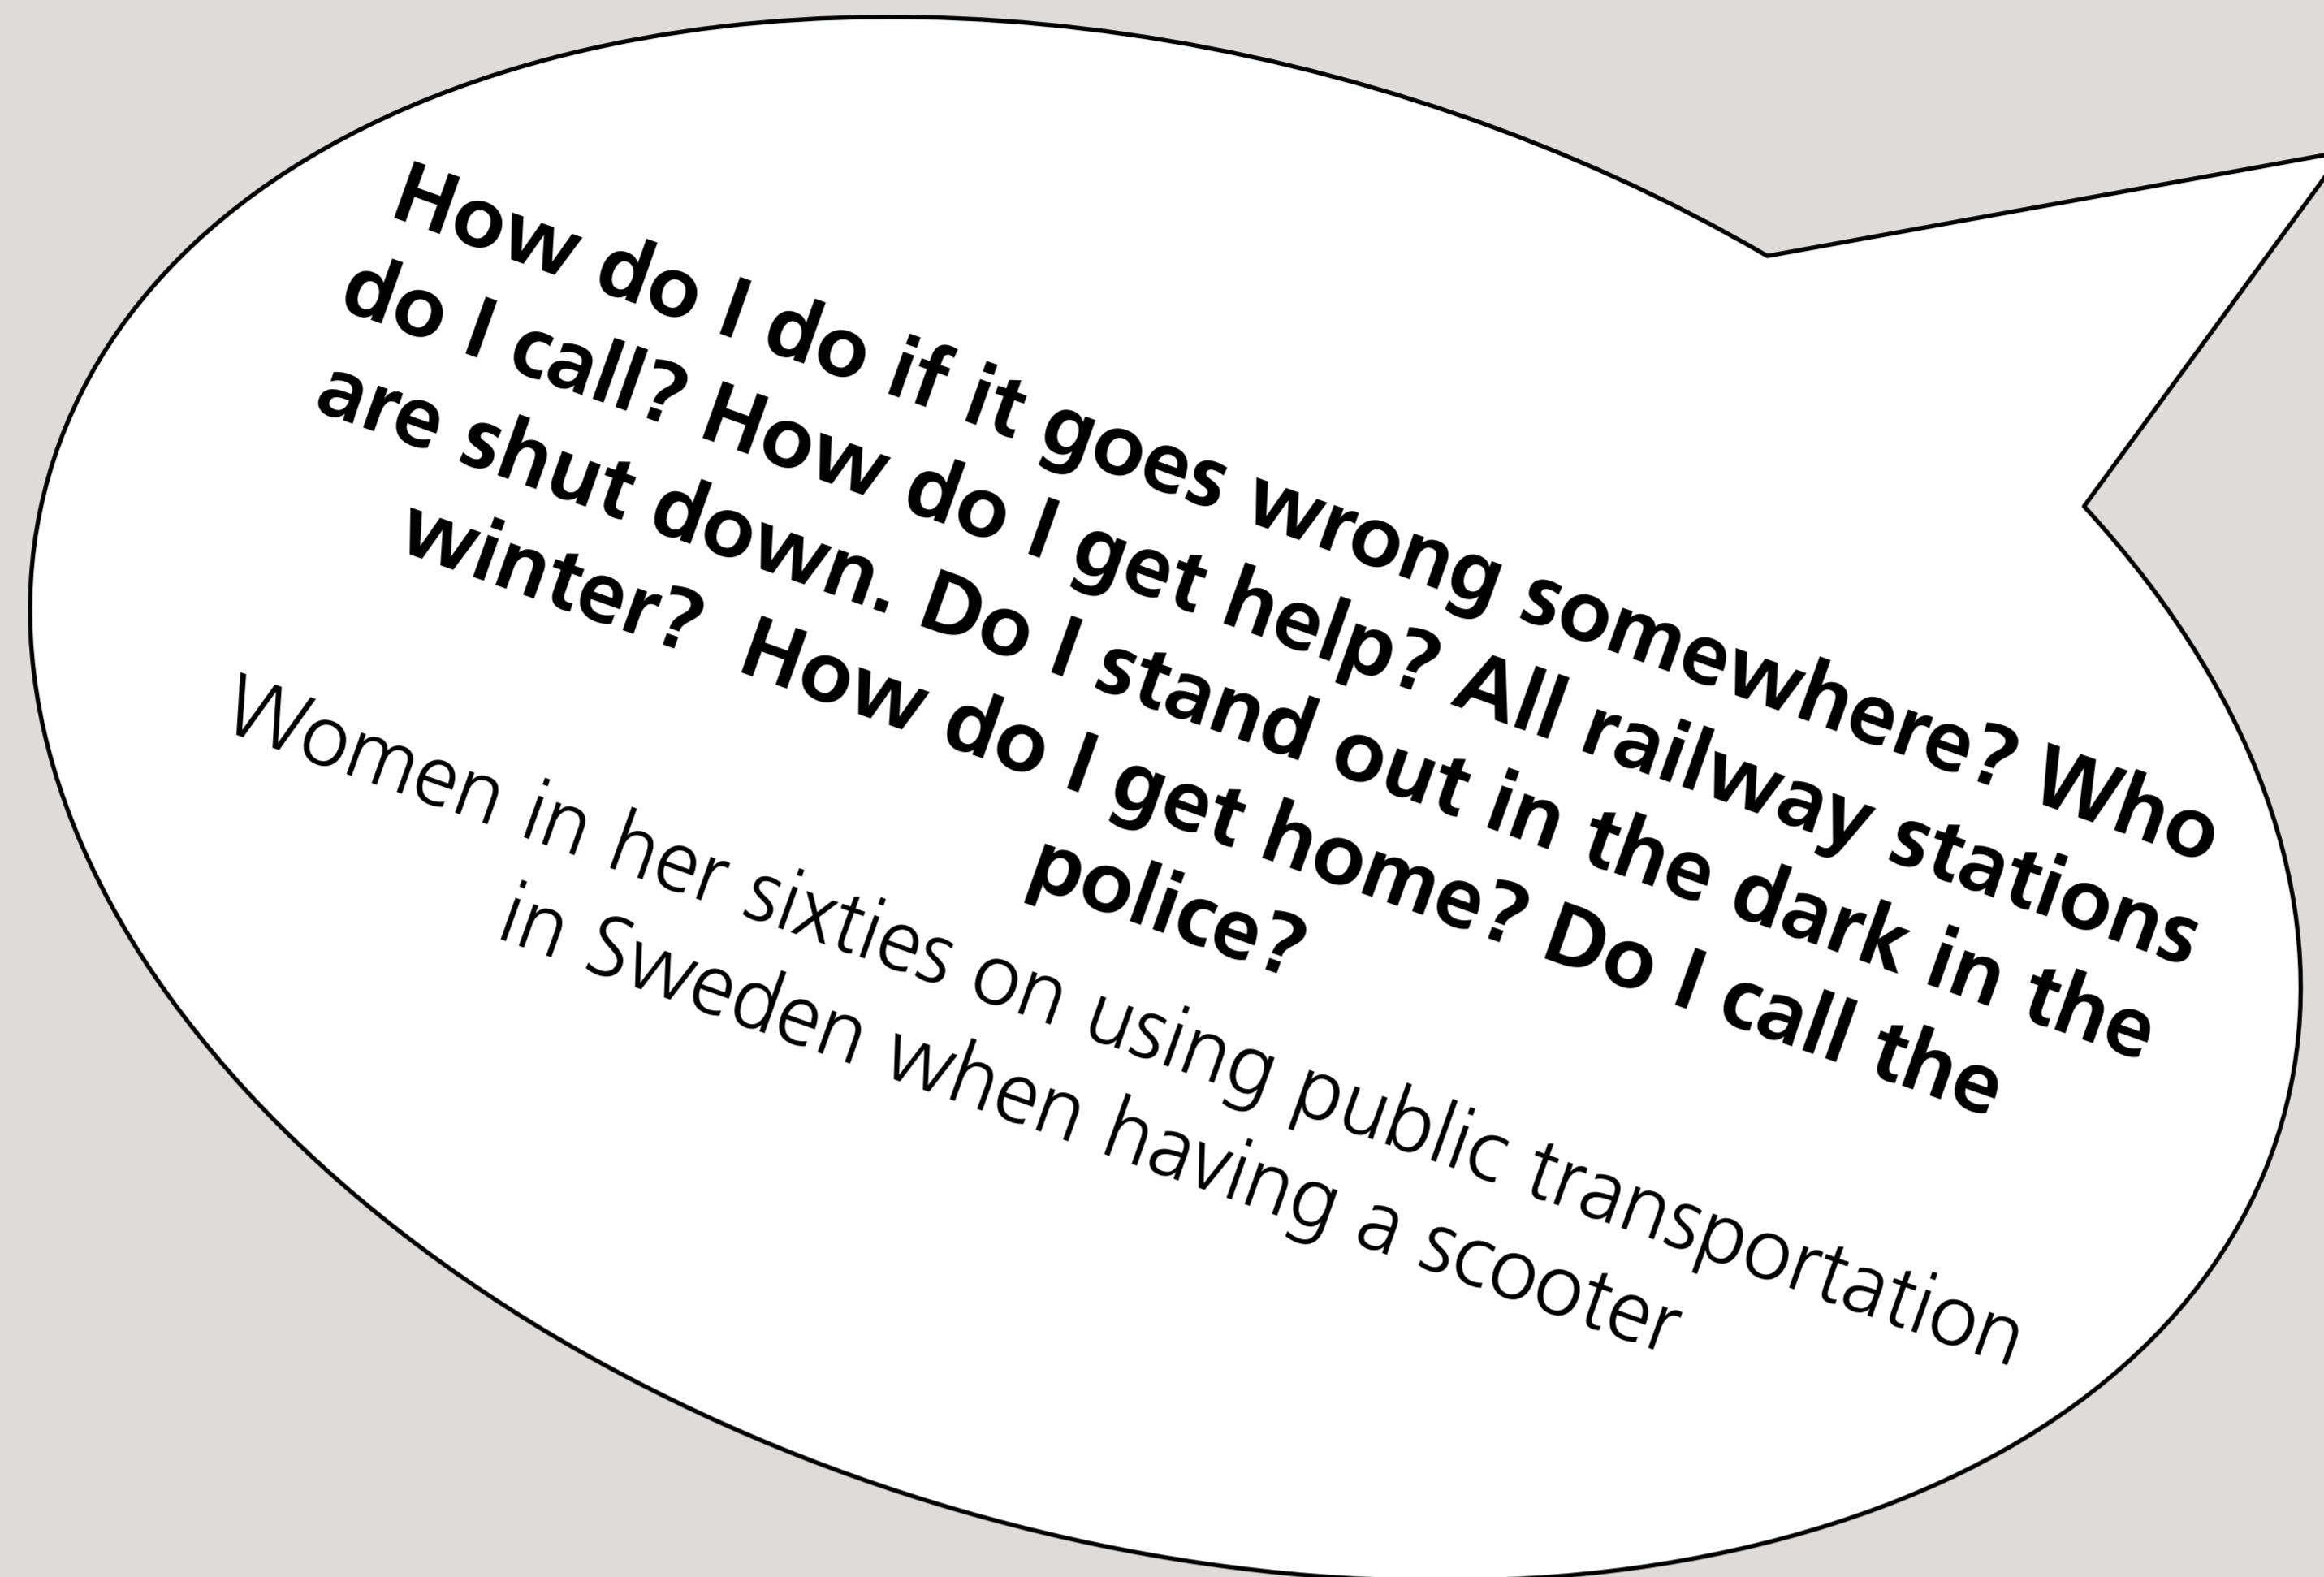 How do I do if it goes wrong somewhere? Who
do I call? How do I get help? All railway stations
are shut down. Do I stand out in the dark in the
winter?  How do I get home? Do I call the
police?
Women in her sixties on using public transportation
in Sweden when having a scooter